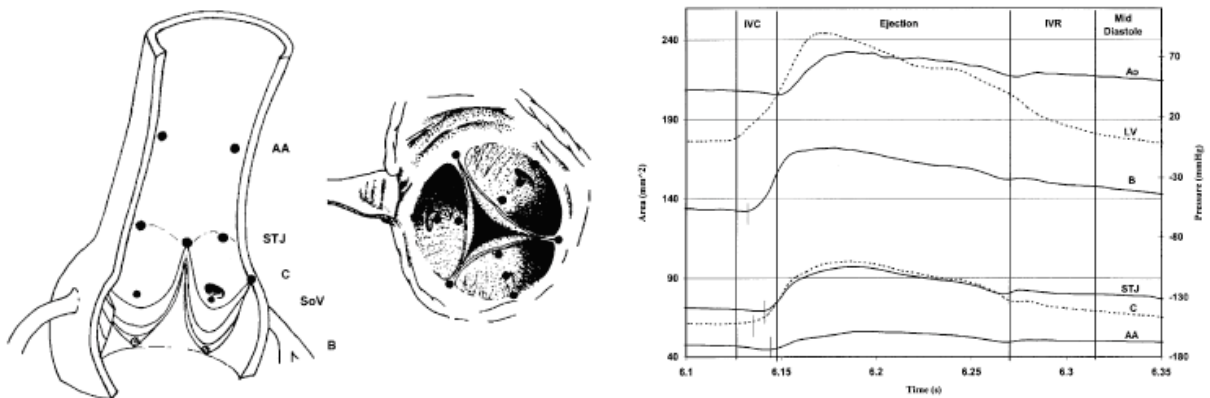 AA
STJ
C
SoV
B
IVC
Ejection
IVR
Mid
Diastole
240
190
140
90
40
Area (mm^2)
Ao
LV
B
STJ
C
AA
70
20
-30
-80
-130
-180
Pressure (mmHg)
6.1
6.15
6.2
6.25
6.3
6.35
Time (s)